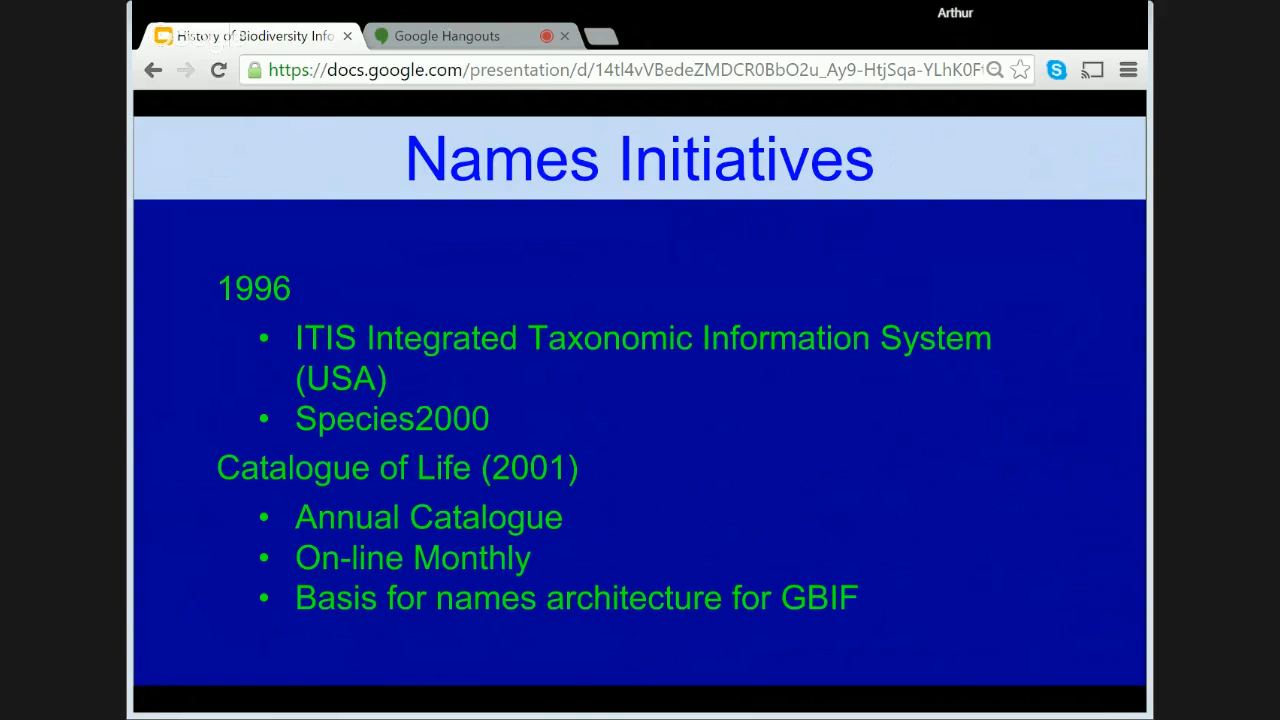 Arthur
History of Biodiversity Info
Google Hangouts
https://docs.google.com/presentation/d/14tl4vVBedeZMDCR0BbO2u_Ay9-HtjSqa-YLhK0F
Names Initiatives
1996
• ITIS Integrated Taxonomic Information System
(USA)
• Species2000
Catalogue of Life (2001)
• Annual Catalogue
• On-line Monthly
• Basis for names architecture for GBIF